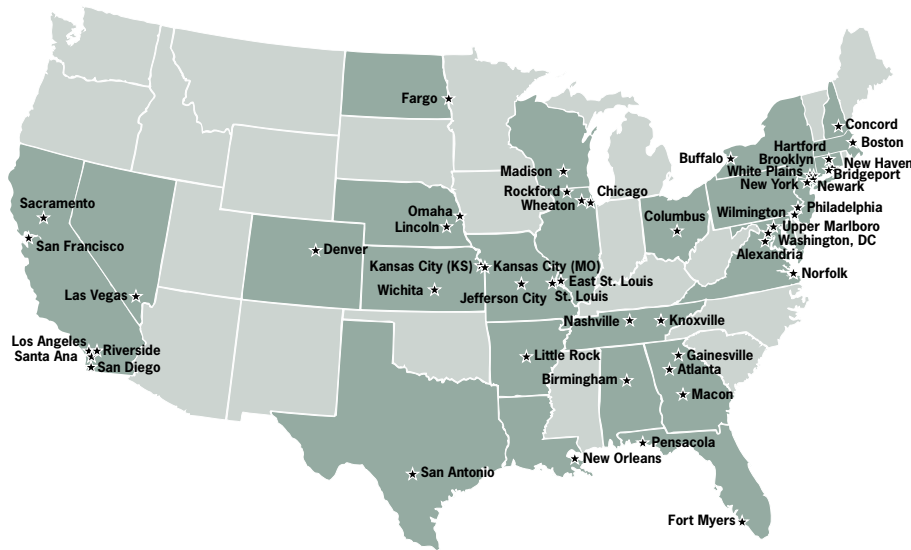 Fargo
Concord
Boston
Hartford
Buffalo
Brooklyn
New Haven
White Plains
Bridgeport
New York
Newark
Madison
Rockford
Chicago
Wheaton
Sacramento
Omaha
Lincoln
Columbus
Wilmington
Philadelphia
Upper Marlboro
Washington, DC
Alexandria
San Francisco
Denver
Kansas City (KS)
Kansas City (MO)
Norfolk
East St. Louis
Wichita
Jefferson City
St. Louis
Las Vegas
Nashville
Knoxville
Los Angeles
Riverside
Santa Ana
San Diego
Little Rock
Gainesville
Atlanta
Birmingham
Macon
Pensacola
New Orleans
San Antonio
Fort Myers